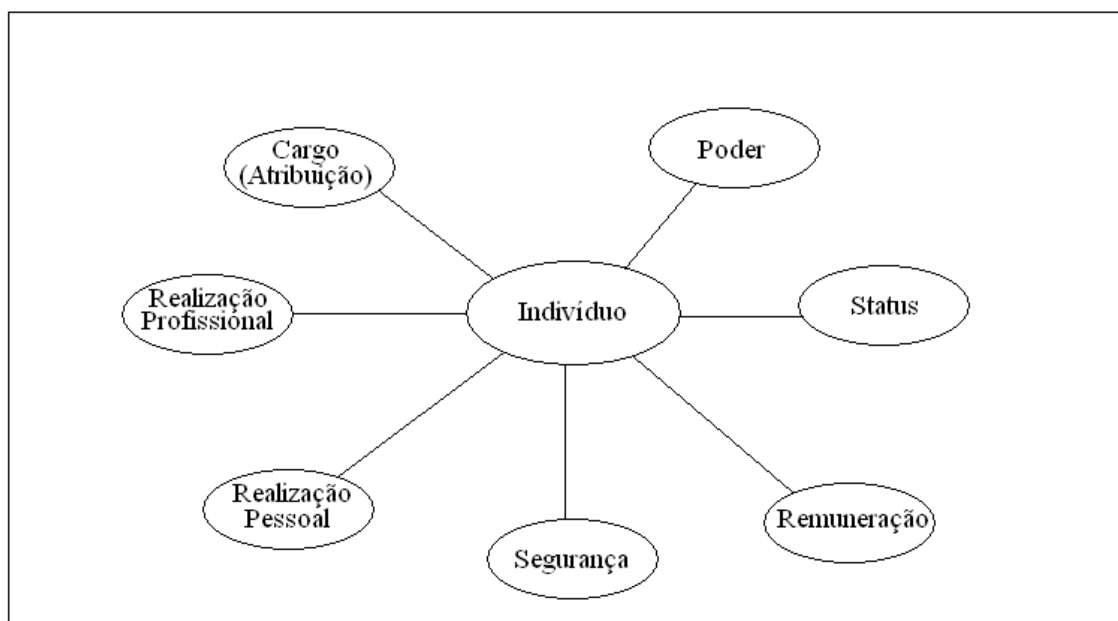 Cargo
(Atribuição)
Poder
Realização
Profissional
Indivíduo
Status
Realização
Pessoal
Segurança
Remuneração